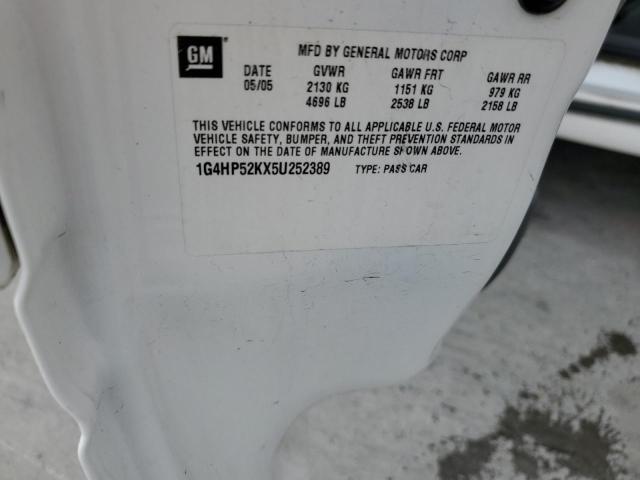 GM
MFD BY GENERAL MOTORS CORP
DATE GVWR GAWR FRT GAWR RR
05/05 2130 KG 1151 KG 979 KG
4696 LB 2538 LB 2158 LB
THIS VEHICLE CONFORMS TO ALL APPLICABLE U.S. FEDERAL MOTOR
VEHICLE SAFETY, BUMPER, AND THEFT PREVENTION STANDARDS IN
EFFECT ON THE DATE OF MANUFACTURE SHOWN ABOVE.
1G4HP52KX5U252389 TYPE: PASS CAR